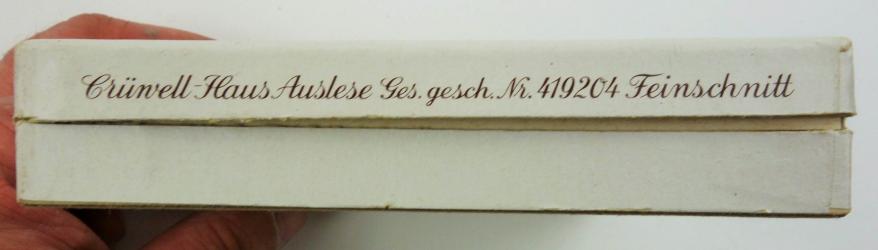 Crüwell-Haus Auslese Ges. gesch. Nr. 419204 Feinschnitt